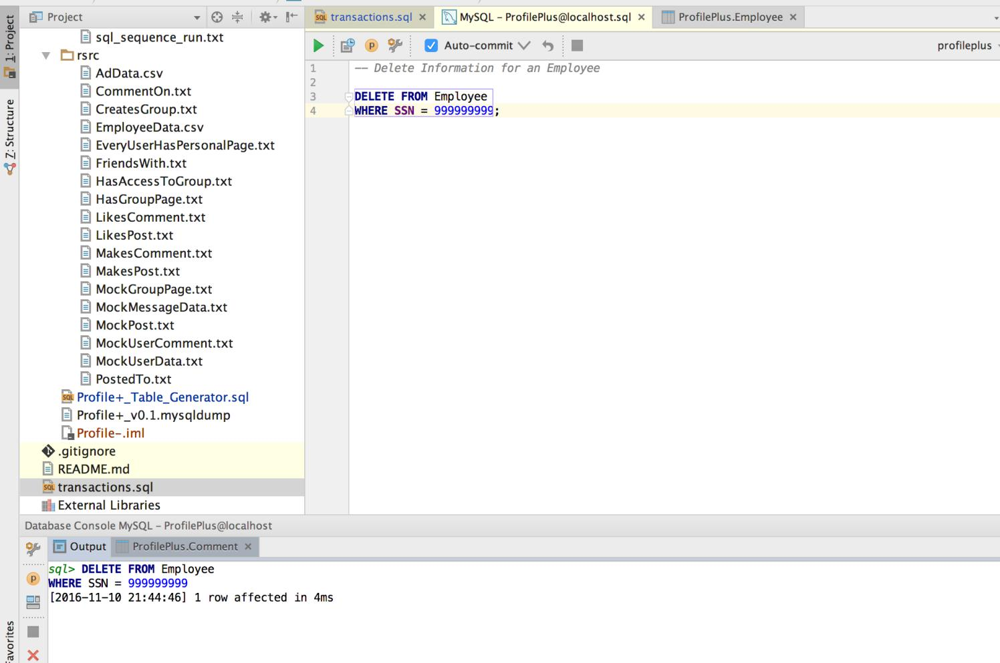 Project
transactions.sql
MySQL – ProfilePlus@localhost.sql
ProfilePlus.Employee
1: Project
Z: Structure
Favorites
sql_sequence_run.txt
rsrc
AdData.csv
CommentOn.txt
CreatesGroup.txt
EmployeeData.csv
EveryUserHasPersonalPage.txt
FriendsWith.txt
HasAccessToGroup.txt
HasGroupPage.txt
LikesComment.txt
LikesPost.txt
MakesComment.txt
MakesPost.txt
MockGroupPage.txt
MockMessageData.txt
MockPost.txt
MockUserComment.txt
MockUserData.txt
PostedTo.txt
Profile+_Table_Generator.sql
Profile+_v0.1.mysqldump
Profile-.iml
.gitignore
README.md
transactions.sql
External Libraries
Auto-commit
profileplus
1 -- Delete Information for an Employee
2
3 DELETE FROM Employee
4 WHERE SSN = 999999999;
Database Console MySQL – ProfilePlus@localhost
Output
ProfilePlus.Comment
sql> DELETE FROM Employee
WHERE SSN = 999999999
[2016-11-10 21:44:46] 1 row affected in 4ms